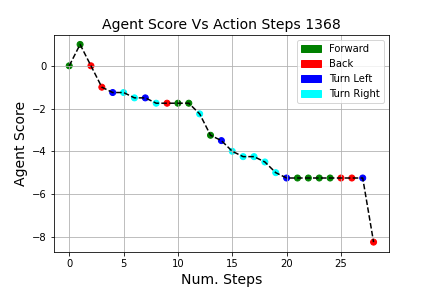 Agent Score Vs Action Steps 1368
Forward
Back
Turn Left
Turn Right
Agent Score
0
−2
−4
−6
−8
0 5 10 15 20 25
Num. Steps